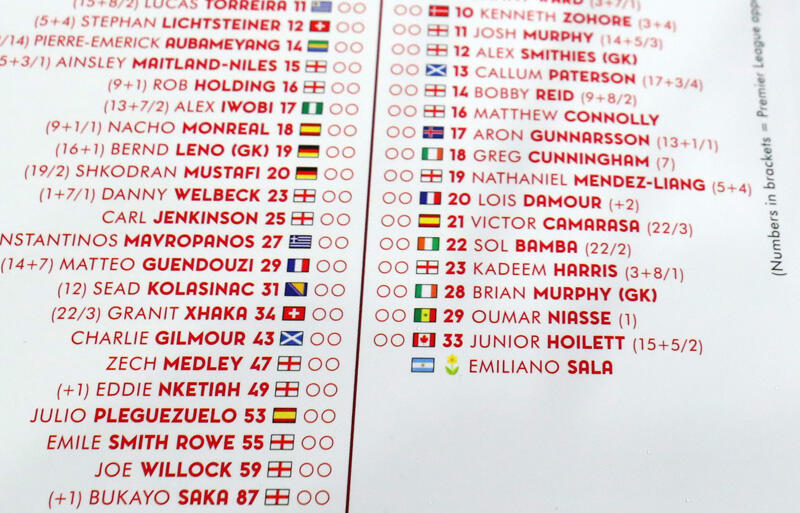 LUCAS TORREIRA 11
(5+4) STEPHAN LICHTSTEINER 12
PIERRE-EMERICK AUBAMEYANG 14
AINSLEY MAITLAND-NILES 15
(9+1) ROB HOLDING 16
(13+7/2) ALEX IWOBI 17
(9+1/1) NACHO MONREAL 18
(16+1) BERND LENO (GK) 19
(19/2) SHKODRAN MUSTAFI 20
(1+7/1) DANNY WELBECK 23
CARL JENKINSON 25
NSTANTINOS MAVROPANOS 27
(14+7) MATTEO GUENDOUZI 29
(12) SEAD KOLASINAC 31
(22/3) GRANIT XHAKA 34
CHARLIE GILMOUR 43
ZECH MEDLEY 47
(+1) EDDIE NKETIAH 49
JULIO PLEGUEZUELO 53
EMILE SMITH ROWE 55
JOE WILLOCK 59
(+1) BUKAYO SAKA 87
10 KENNETH ZOHORE (3+4)
11 JOSH MURPHY (14+5/3)
12 ALEX SMITHIES (GK)
13 CALLUM PATERSON (17+3/4)
14 BOBBY REID (9+8/2)
16 MATTHEW CONNOLLY
17 ARON GUNNARSSON (13+1/1)
18 GREG CUNNINGHAM (7)
19 NATHANIEL MENDEZ-LIANG (5+4)
20 LOIS DAMOUR (+2)
21 VICTOR CAMARASA (22/3)
22 SOL BAMBA (22/2)
23 KADEEM HARRIS (3+8/1)
28 BRIAN MURPHY (GK)
29 OUMAR NIASSE (1)
33 JUNIOR HOILETT (15+5/2)
EMILIANO SALA
(Numbers in brackets = Premier League app